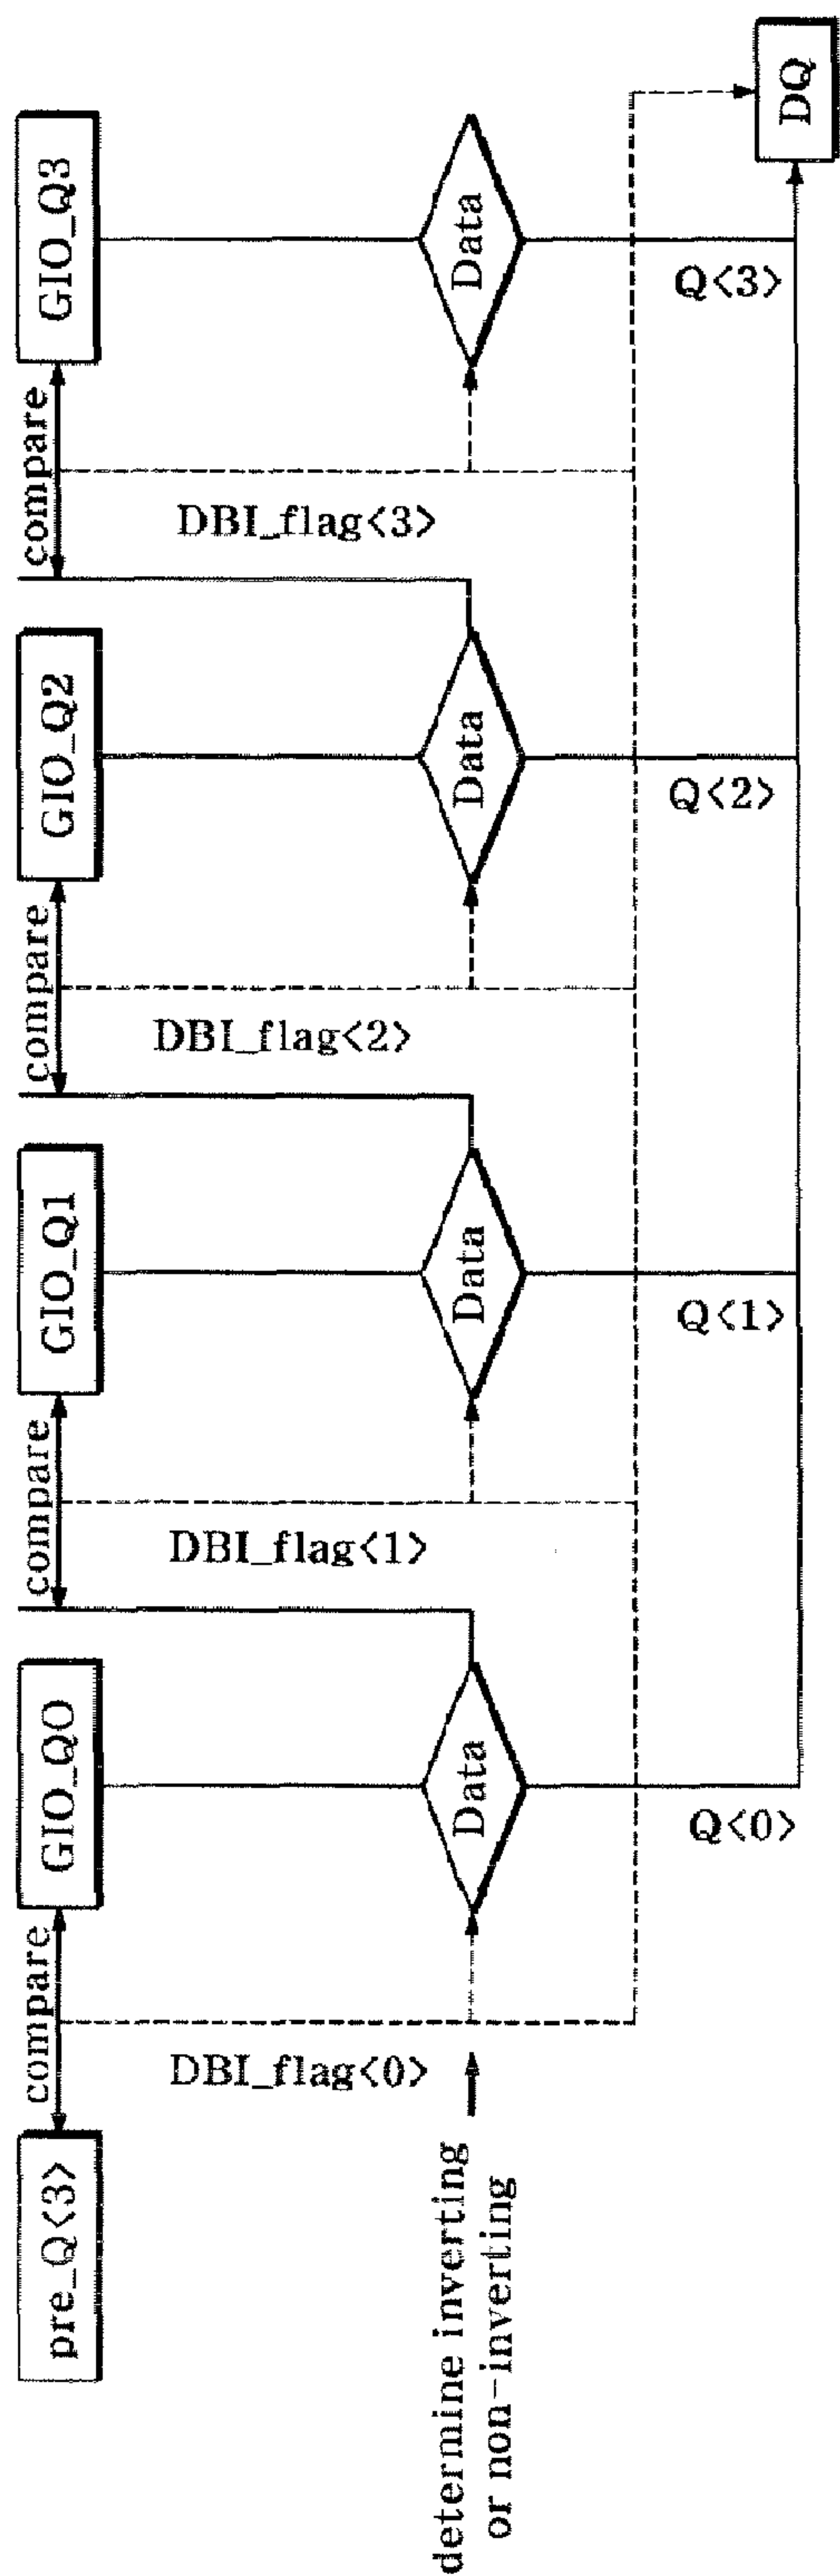 pre_Q<3>
compare
GIO_Q0
compare
GIO_Q1
compare
GIO_Q2
compare
GIO_Q3
DBI_flag<0>
DBI_flag<1>
DBI_flag<2>
DBI_flag<3>
determine inverting
or non-inverting
Data
Data
Data
Data
Q<0>
Q<1>
Q<2>
Q<3>
DQ